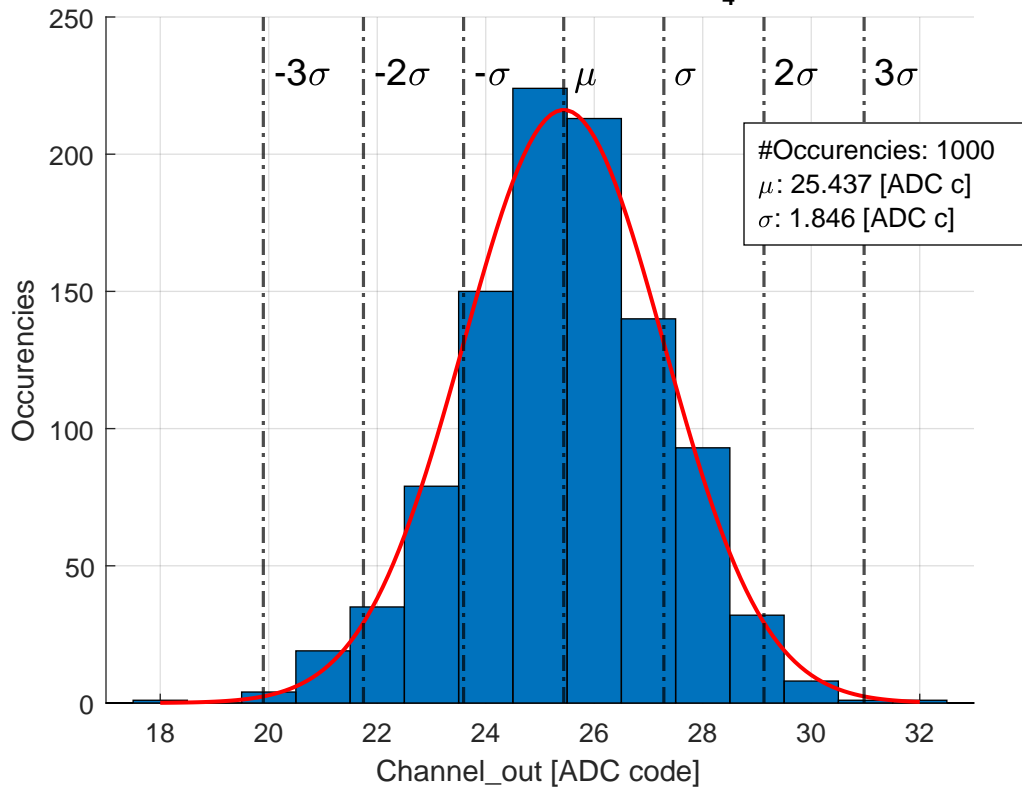 4
250
-3σ -2σ -σ μ σ 2σ 3σ
200
#Occurencies: 1000
μ: 25.437 [ADC c]
σ: 1.846 [ADC c]
150
Occurencies
100
50
0
18 20 22 24 26 28 30 32
Channel_out [ADC code]